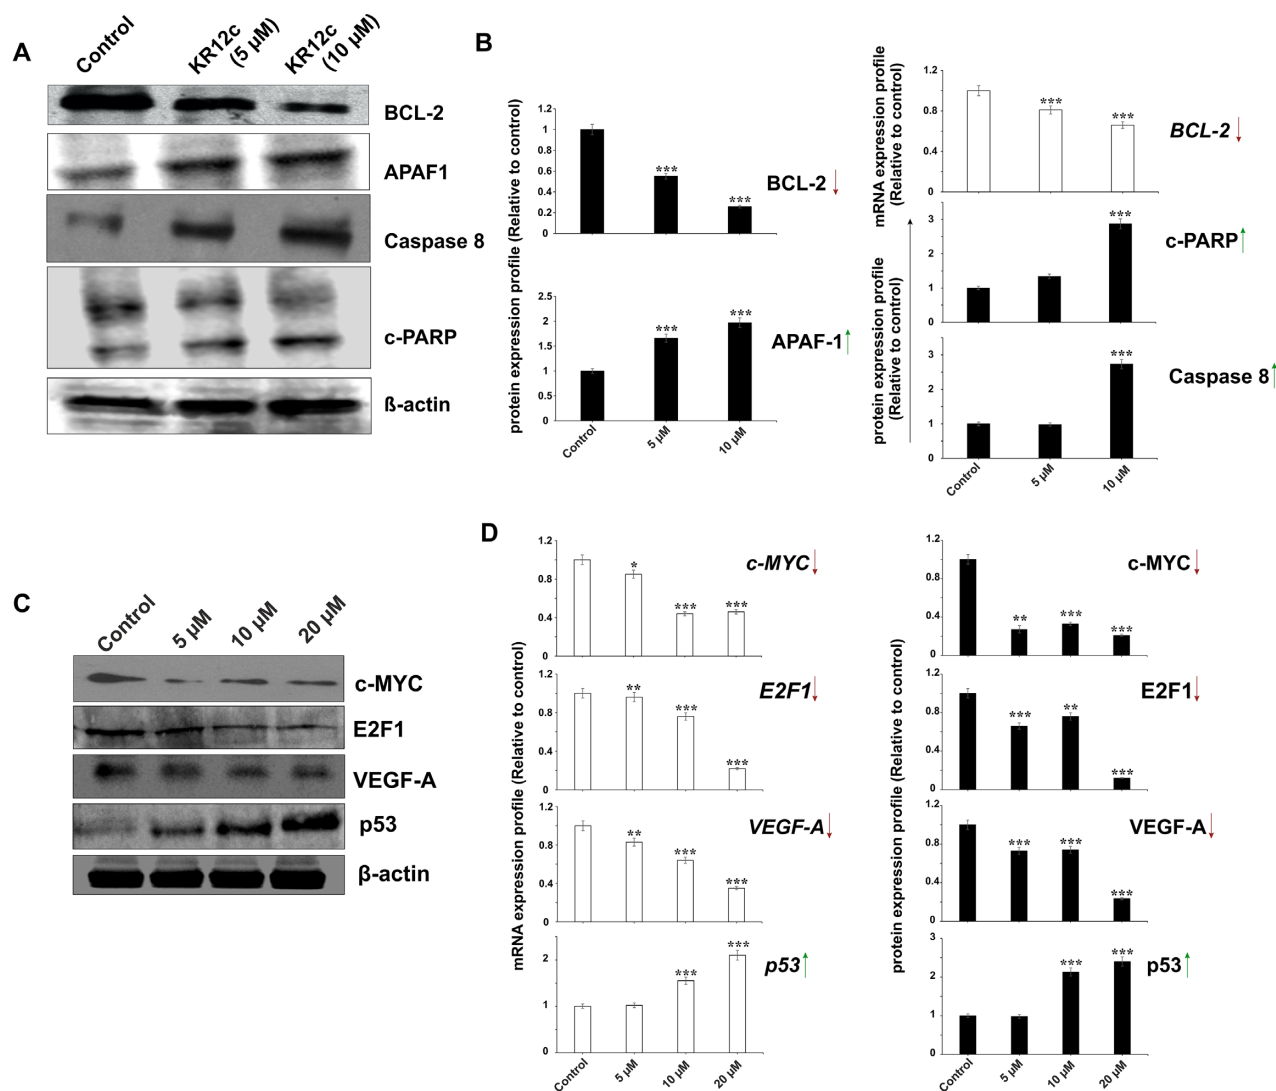 A
Control
KR12c
(5 µM)
KR12c
(10 µM)
BCL-2
APAF1
Caspase 8
c-PARP
ß-actin
B
protein expression profile (Relative to control)
1.2
1
0.8
0.6
0.4
0.2
0
***
***
BCL-2
2.5
2
1.5
1
0.5
0
***
***
APAF-1
Control
5 µM
10 µM
mRNA expression profile
(Relative to control)
1.2
0.8
0.4
0
***
***
BCL-2
protein expression profile
(Relative to control)
3
2
1
0
***
c-PARP
3
2
1
0
***
Caspase 8
Control
5 µM
10 µM
C
Control
5 µM
10 µM
20 µM
c-MYC
E2F1
VEGF-A
p53
β-actin
D
mRNA expression profile (Relative to control)
1.2
0.8
0.4
0
*
***
***
c-MYC
1.2
0.8
0.4
0
**
***
***
E2F1
1.2
0.8
0.4
0
**
***
***
VEGF-A
2
1
0
***
***
p53
Control
5 µM
10 µM
20 µM
protein expression profile (Relative to control)
1.2
0.8
0.4
0
**
***
***
c-MYC
1.2
0.8
0.4
0
***
**
***
E2F1
1.2
0.8
0.4
0
***
***
***
VEGF-A
3
2
1
0
***
***
p53
Control
5 µM
10 µM
20 µM